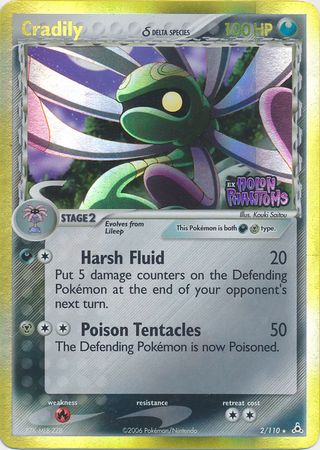 Cradily δ DELTA SPECIES 100 HP
EX HOLON PHANTOMS
Illus. Kouki Saitou
STAGE 2
Evolves from Lileep
This Pokémon is both type.
Harsh Fluid 20
Put 5 damage counters on the Defending
Pokémon at the end of your opponent's
next turn.
Poison Tentacles 50
The Defending Pokémon is now Poisoned.
weakness resistance retreat cost
©2006 Pokémon/Nintendo 2/110 ★